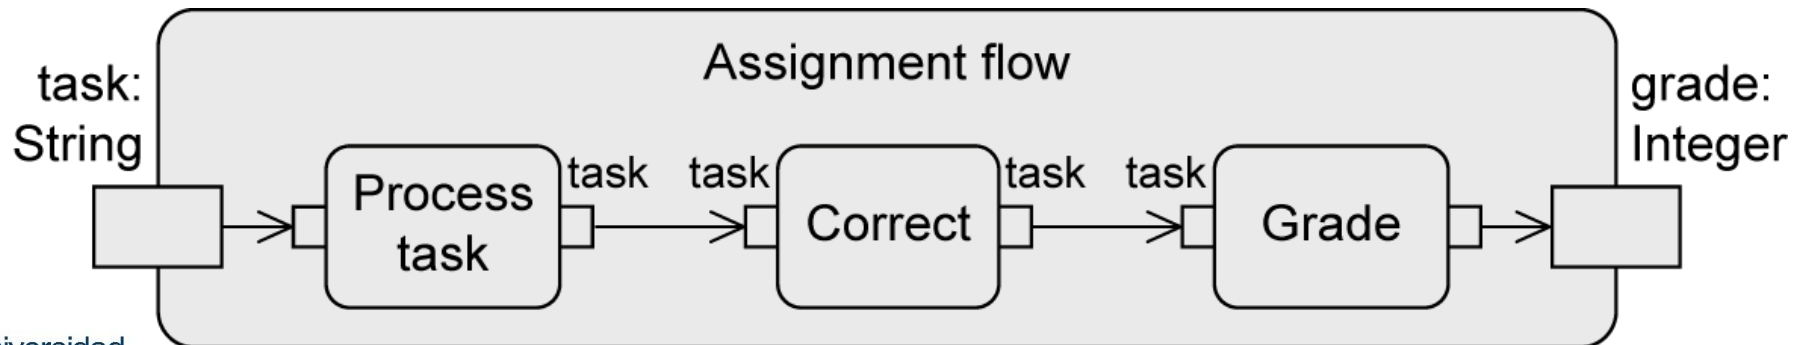 Assignment flow
task:
String
grade:
Integer
Process
task
task
task
Correct
task
task
Grade